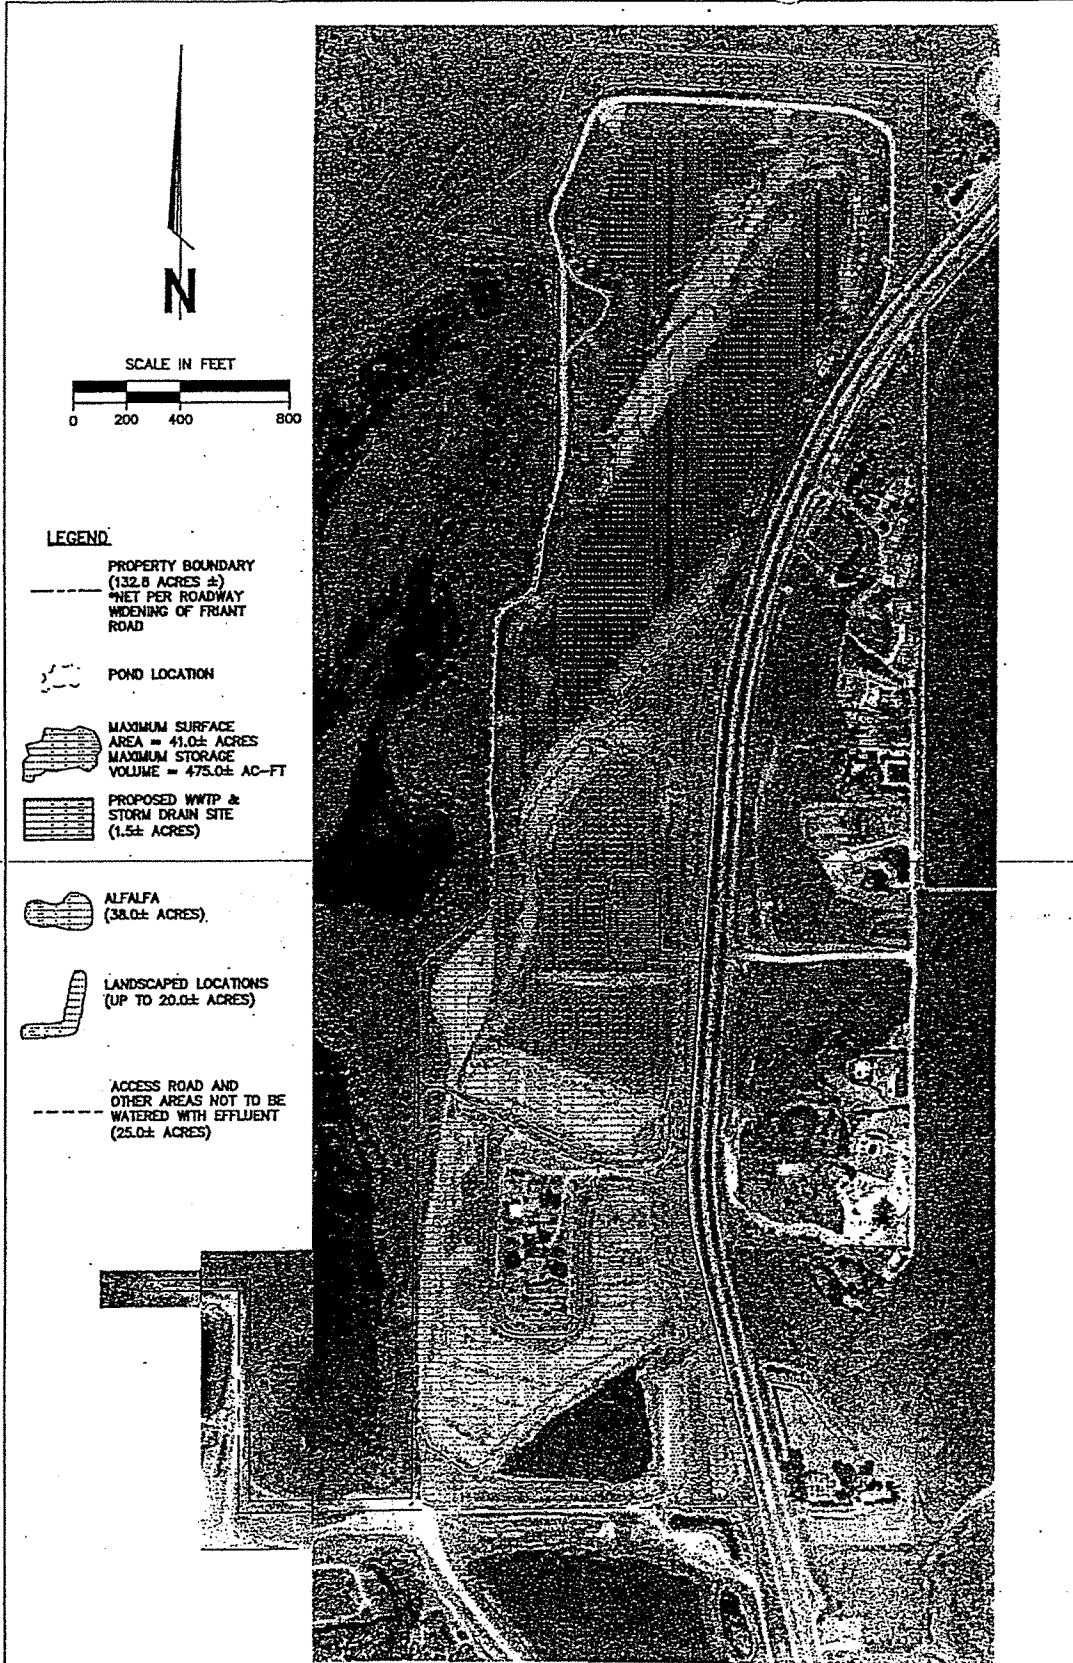 N
SCALE IN FEET
0 200 400 800
LEGEND
PROPERTY BOUNDARY
(132.8 ACRES ±)
*NET PER ROADWAY
WIDENING OF FRIANT
ROAD
POND LOCATION
MAXIMUM SURFACE
AREA = 41.0± ACRES
MAXIMUM STORAGE
VOLUME = 475.0± AC-FT
PROPOSED WWTP &
STORM DRAIN SITE
(1.5± ACRES)
ALFALFA
(38.0± ACRES)
LANDSCAPED LOCATIONS
(UP TO 20.0± ACRES)
ACCESS ROAD AND
OTHER AREAS NOT TO BE
WATERED WITH EFFLUENT
(25.0± ACRES)